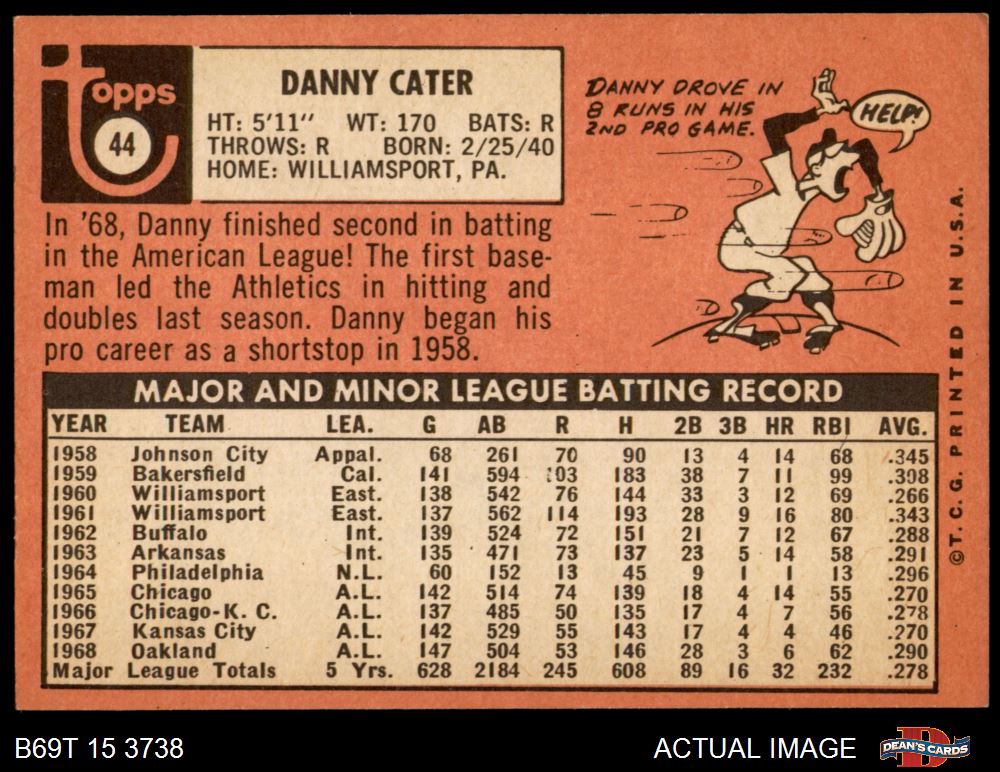 topps
44
DANNY CATER
HT: 5'11" WT: 170 BATS: R
THROWS: R BORN: 2/25/40
HOME: WILLIAMSPORT, PA.
DANNY DROVE IN
8 RUNS IN HIS
2ND PRO GAME.
HELP!
In '68, Danny finished second in batting
in the American League! The first base-
man led the Athletics in hitting and
doubles last season. Danny began his
pro career as a shortstop in 1958.
MAJOR AND MINOR LEAGUE BATTING RECORD
YEAR TEAM LEA. G AB R H 2B 3B HR RBI AVG.
1958 Johnson City Appal. 68 261 70 90 13 4 14 68 .345
1959 Bakersfield Cal. 141 594 103 183 38 7 11 99 .308
1960 Williamsport East. 138 542 76 144 33 3 12 69 .266
1961 Williamsport East. 137 562 114 193 28 9 16 80 .343
1962 Buffalo Int. 139 524 72 151 21 7 12 67 .288
1963 Arkansas Int. 135 471 73 137 23 5 14 58 .291
1964 Philadelphia N.L. 60 152 13 45 9 1 1 13 .296
1965 Chicago A.L. 142 514 74 139 18 4 14 55 .270
1966 Chicago-K. C. A.L. 137 485 50 135 17 4 7 56 .278
1967 Kansas City A.L. 142 529 55 143 17 4 4 46 .270
1968 Oakland A.L. 147 504 53 146 28 3 6 62 .290
Major League Totals 5 Yrs. 628 2184 245 608 89 16 32 232 .278
©T. C. G. PRINTED IN U.S.A.
B69T 15 3738
ACTUAL IMAGE
D
DEAN'S CARDS